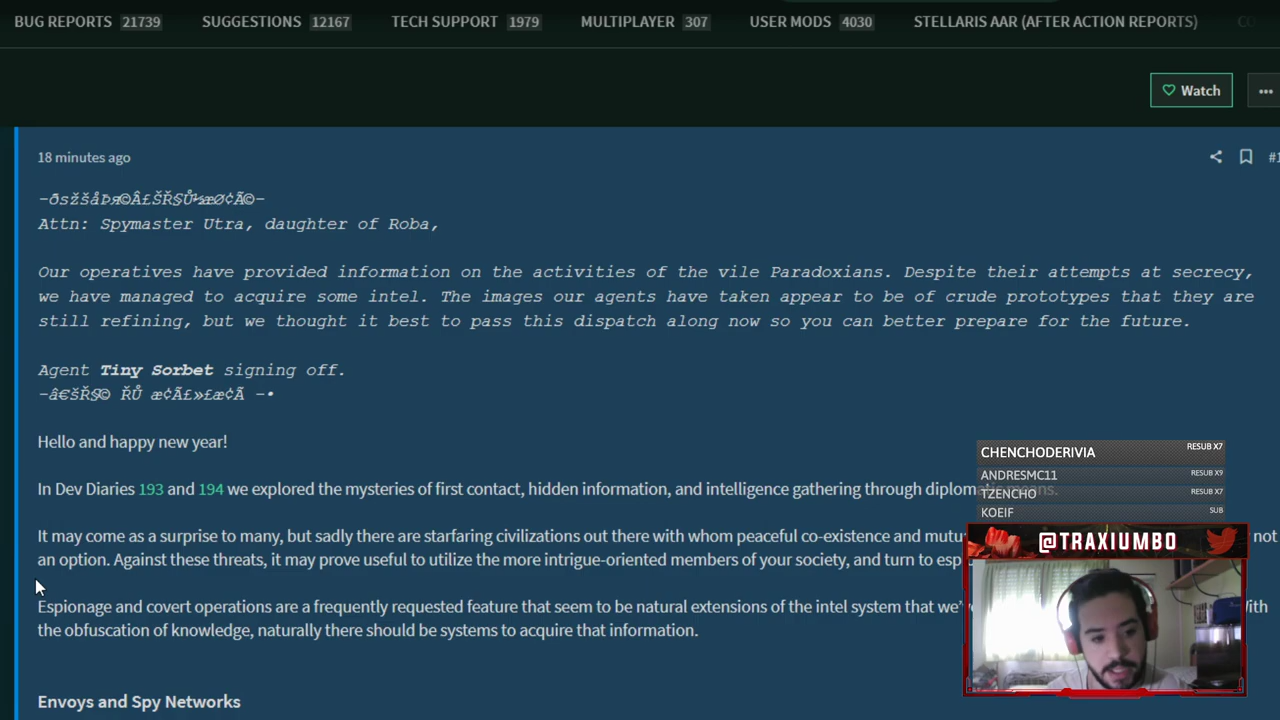 BUG REPORTS 21739 SUGGESTIONS 12167 TECH SUPPORT 1979 MULTIPLAYER 307 USER MODS 4030 STELLARIS AAR (AFTER ACTION REPORTS)
Watch
18 minutes ago
Attn: Spymaster Utra, daughter of Roba,
Our operatives have provided information on the activities of the vile Paradoxians. Despite their attempts at secrecy,
we have managed to acquire some intel. The images our agents have taken appear to be of crude prototypes that they are
still refining, but we thought it best to pass this dispatch along now so you can better prepare for the future.
Agent Tiny Sorbet signing off.
Hello and happy new year!
In Dev Diaries 193 and 194 we explored the mysteries of first contact, hidden information, and intelligence gathering through diplomatic means.
It may come as a surprise to many, but sadly there are starfaring civilizations out there with whom peaceful co-existence and not
an option. Against these threats, it may prove useful to utilize the more intrigue-oriented members of your society, and turn to
Espionage and covert operations are a frequently requested feature that seem to be natural extensions of the intel system that With
the obfuscation of knowledge, naturally there should be systems to acquire that information.
Envoys and Spy Networks
CHENCHODERIVIA RESUB X7
ANDRESMC11 RESUB X9
TZENCHO RESUB X7
KOEIF SUB
@TRAXIUMBO